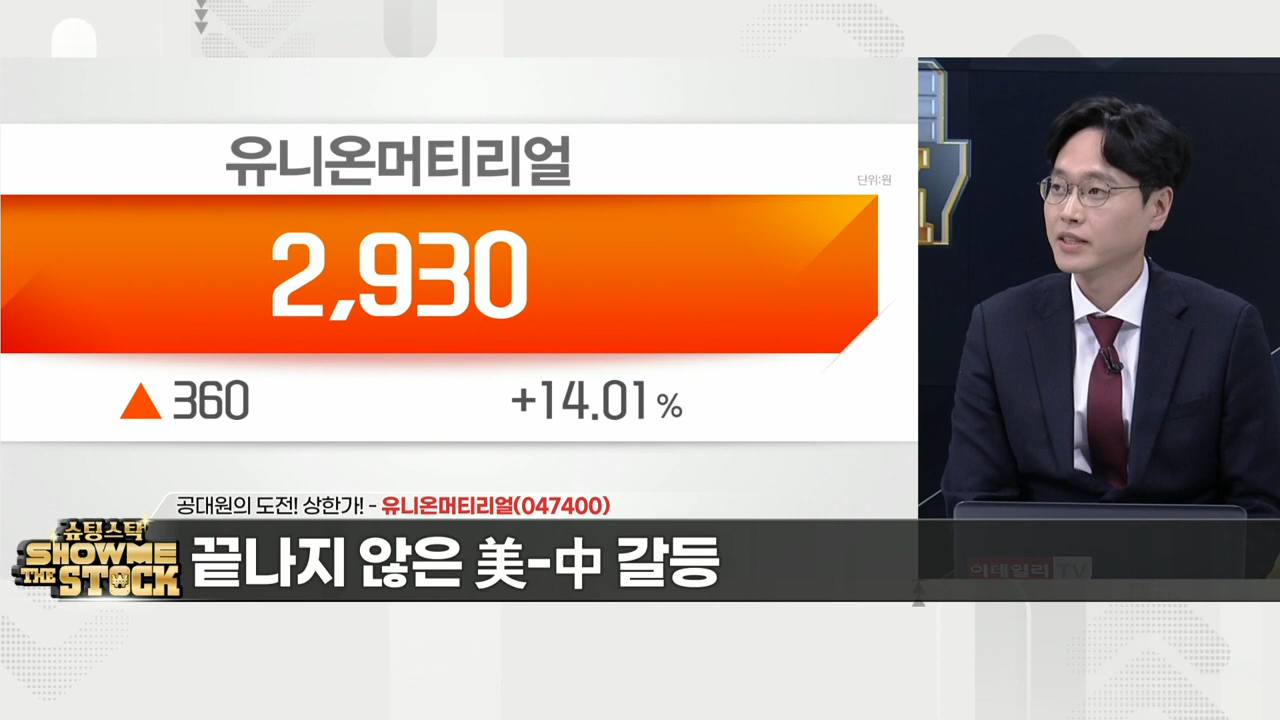 유니온머티리얼
단위:원
2,930
▲ 360 +14.01%
공대원의 도전! 상한가! - 유니온머티리얼(047400)
슈팅스탁
SHOW ME
THE STOCK
끝나지 않은 美-中 갈등
이데일리 TV